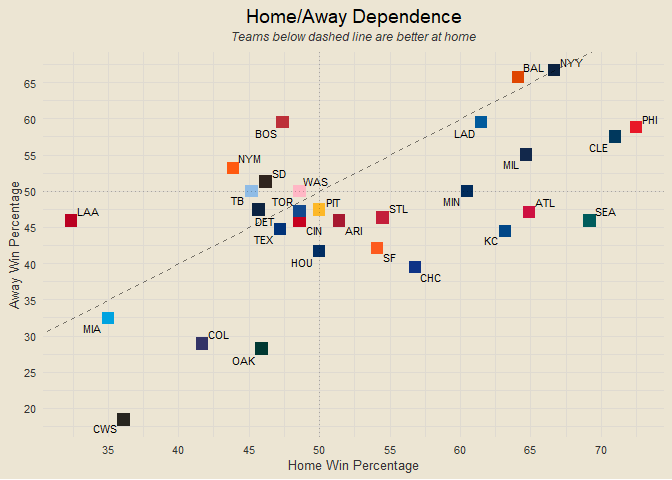 Home/Away Dependence
Teams below dashed line are better at home
Away Win Percentage
65
60
55
50
45
40
35
30
25
20
BAL
NYY
BOS
LAD
PHI
CLE
NYM
SD
MIL
TB
WAS
MIN
LAA
TOR
PIT
STL
ATL
SEA
DET
TEX
CIN
ARI
KC
HOU
SF
CHC
MIA
COL
OAK
CWS
35
40
45
50
55
60
65
70
Home Win Percentage